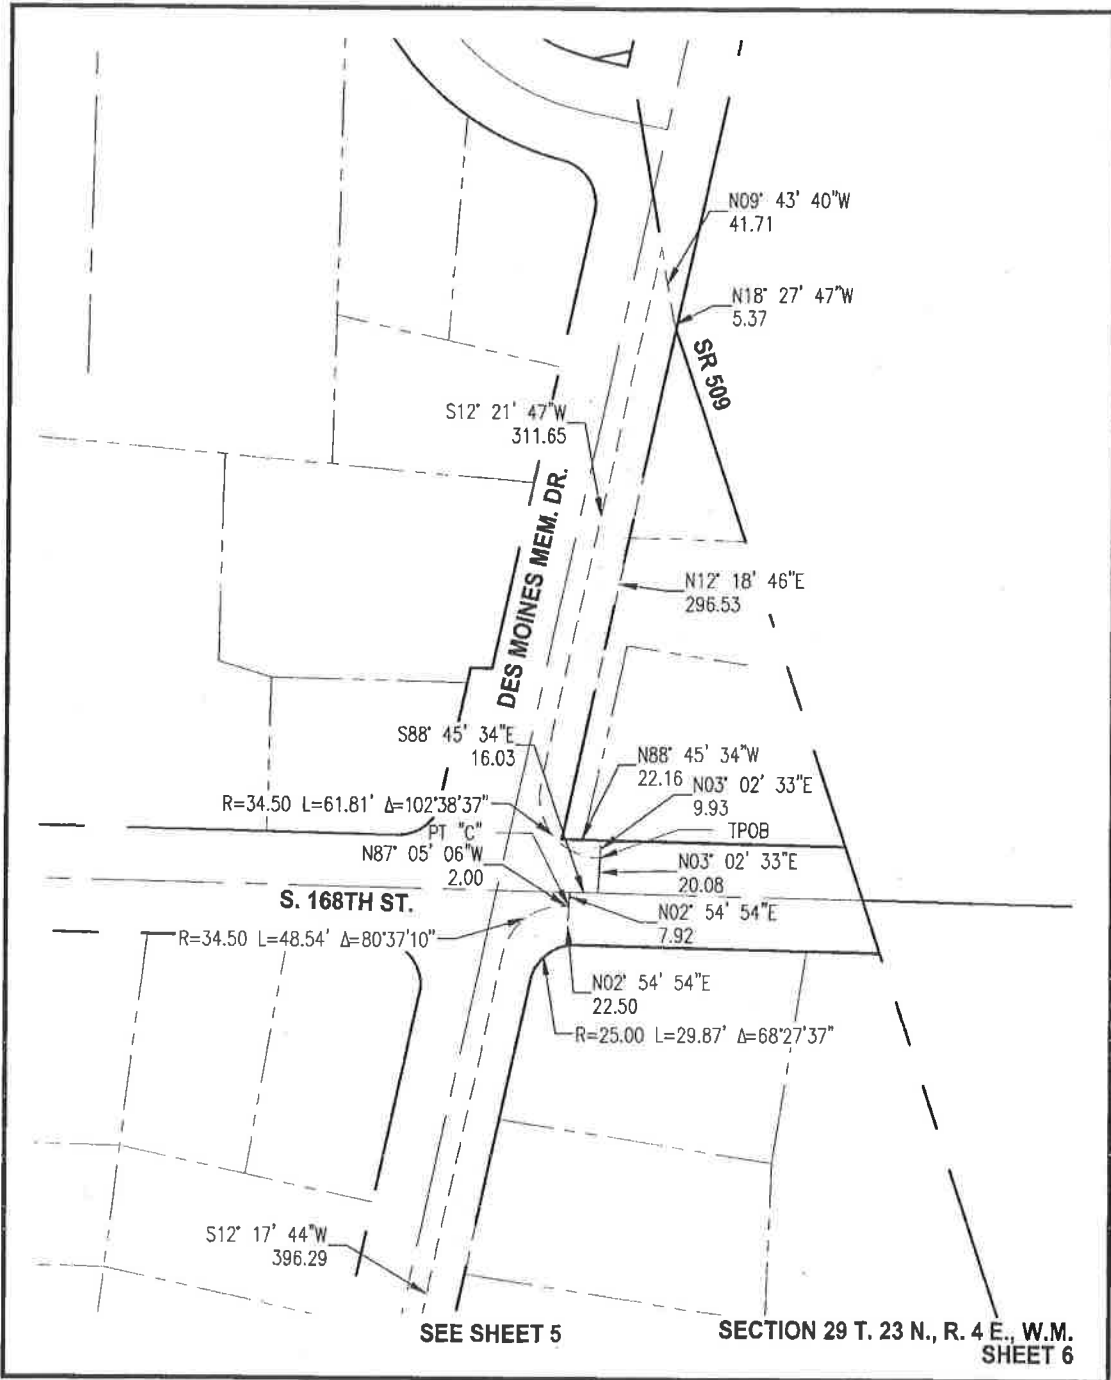 N09° 43' 40"W
41.71
N18° 27' 47"W
5.37
SR 509
S12° 21' 47"W
311.65
DES MOINES MEM. DR.
N12° 18' 46"E
296.53
S88° 45' 34"E
16.03
N88° 45' 34"W
22.16
N03° 02' 33"E
9.93
R=34.50 L=61.81' Δ=102°38'37"
PT "C"
TPOB
N87° 05' 06"W
2.00
N03° 02' 33"E
20.08
S. 168TH ST.
N02° 54' 54"E
7.92
R=34.50 L=48.54' Δ=80°37'10"
N02° 54' 54"E
22.50
R=25.00 L=29.87' Δ=68°27'37"
S12° 17' 44"W
396.29
SEE SHEET 5
SECTION 29 T. 23 N., R. 4 E., W.M.
SHEET 6